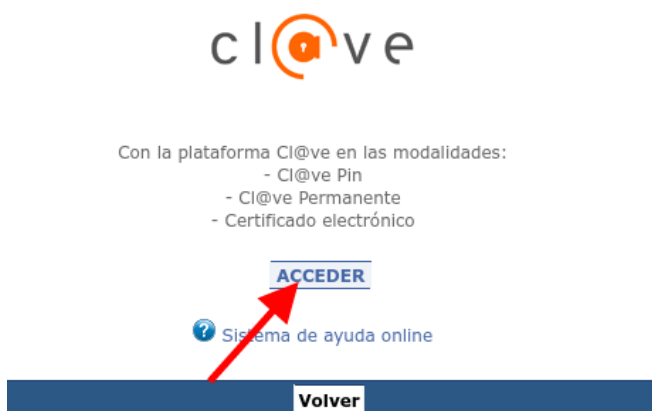 cl@ve
Con la plataforma Cl@ve en las modalidades:
- Cl@ve Pin
- Cl@ve Permanente
- Certificado electrónico
ACCEDER
? Sistema de ayuda online
Volver